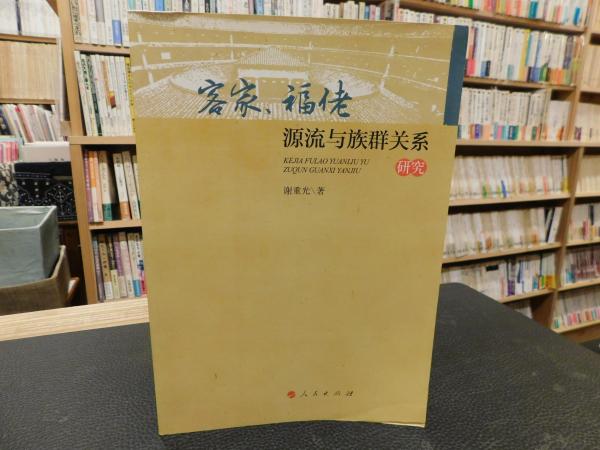 客家、福佬
源流与族群关系
KEJIA FULAO YUANLIU YU
ZUQUN GUANXI YANJIU
研究
谢重光\著
人民出版社